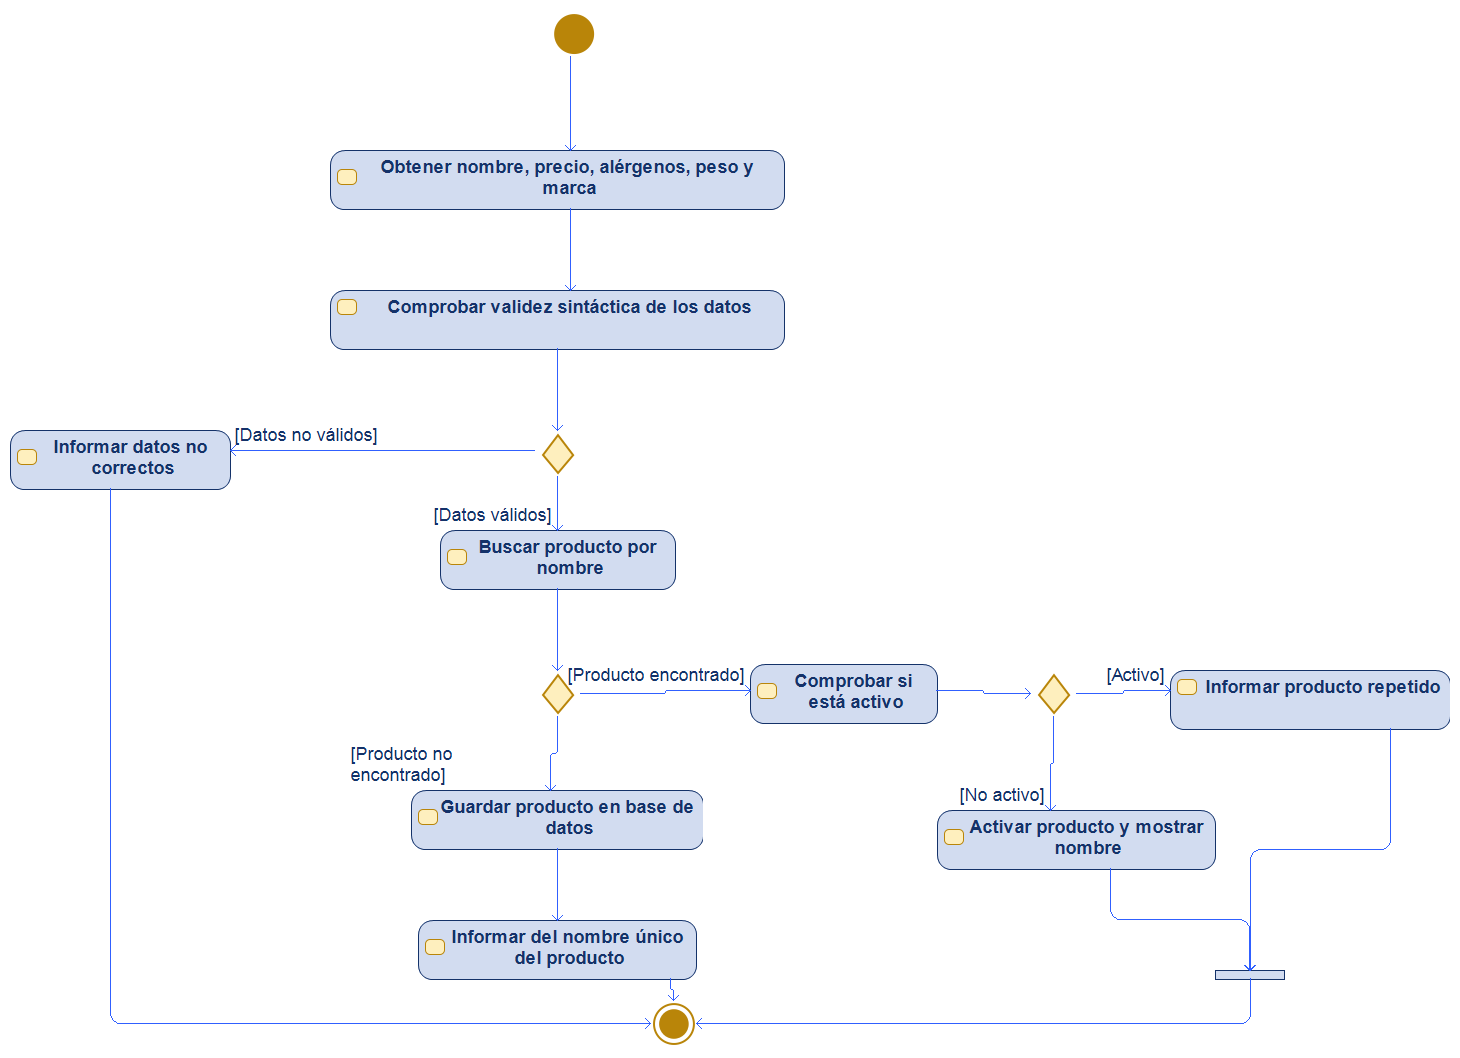 Obtener nombre, precio, alérgenos, peso y
marca
Comprobar validez sintáctica de los datos
[Datos no válidos]
Informar datos no
correctos
[Datos válidos]
Buscar producto por
nombre
[Producto encontrado]
Comprobar si
está activo
[Activo]
Informar producto repetido
[Producto no
encontrado]
Guardar producto en base de
datos
[No activo]
Activar producto y mostrar
nombre
Informar del nombre único
del producto